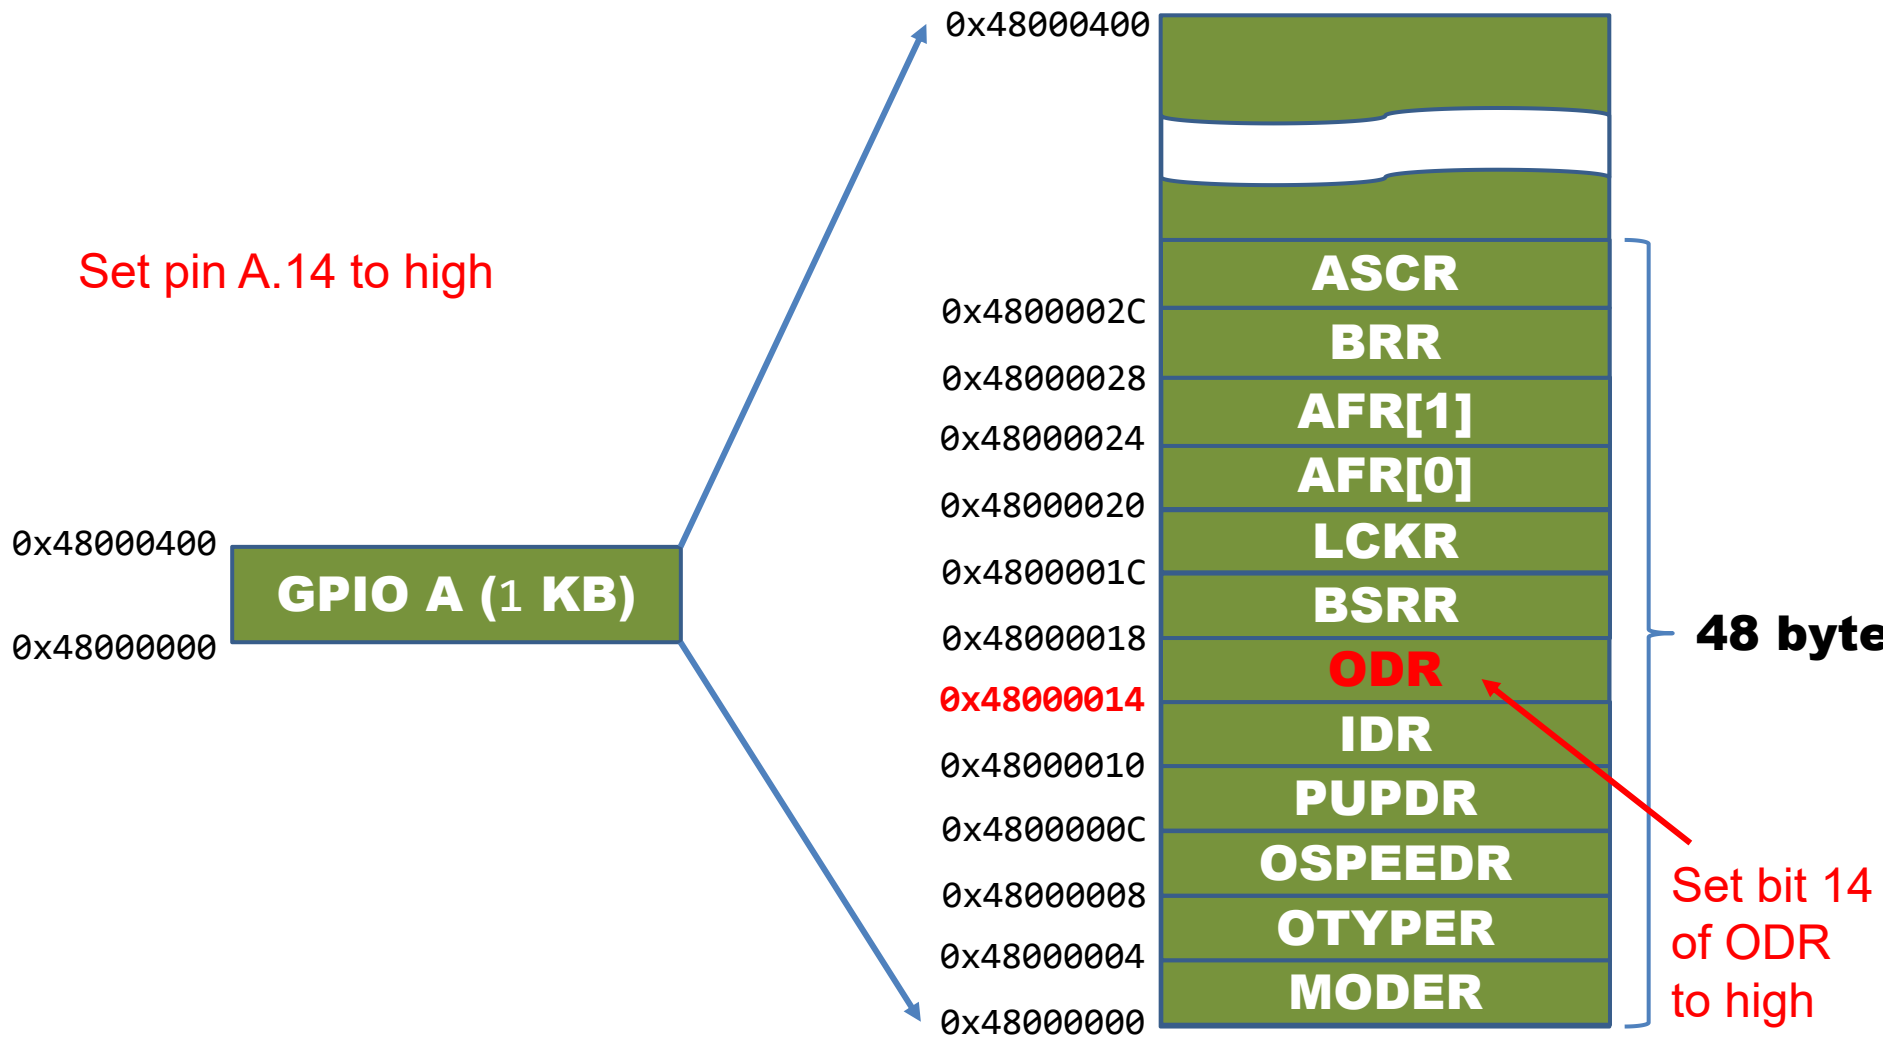 Set pin A.14 to high
0x48000400
GPIO A (1 KB)
0x48000000
0x48000400
ASCR
0x4800002C
BRR
0x48000028
AFR[1]
0x48000024
AFR[0]
0x48000020
LCKR
0x4800001C
BSRR
0x48000018
ODR
0x48000014
IDR
0x48000010
PUPDR
0x4800000C
OSPEEDR
0x48000008
OTYPER
0x48000004
MODER
0x48000000
48 byte
Set bit 14
of ODR
to high